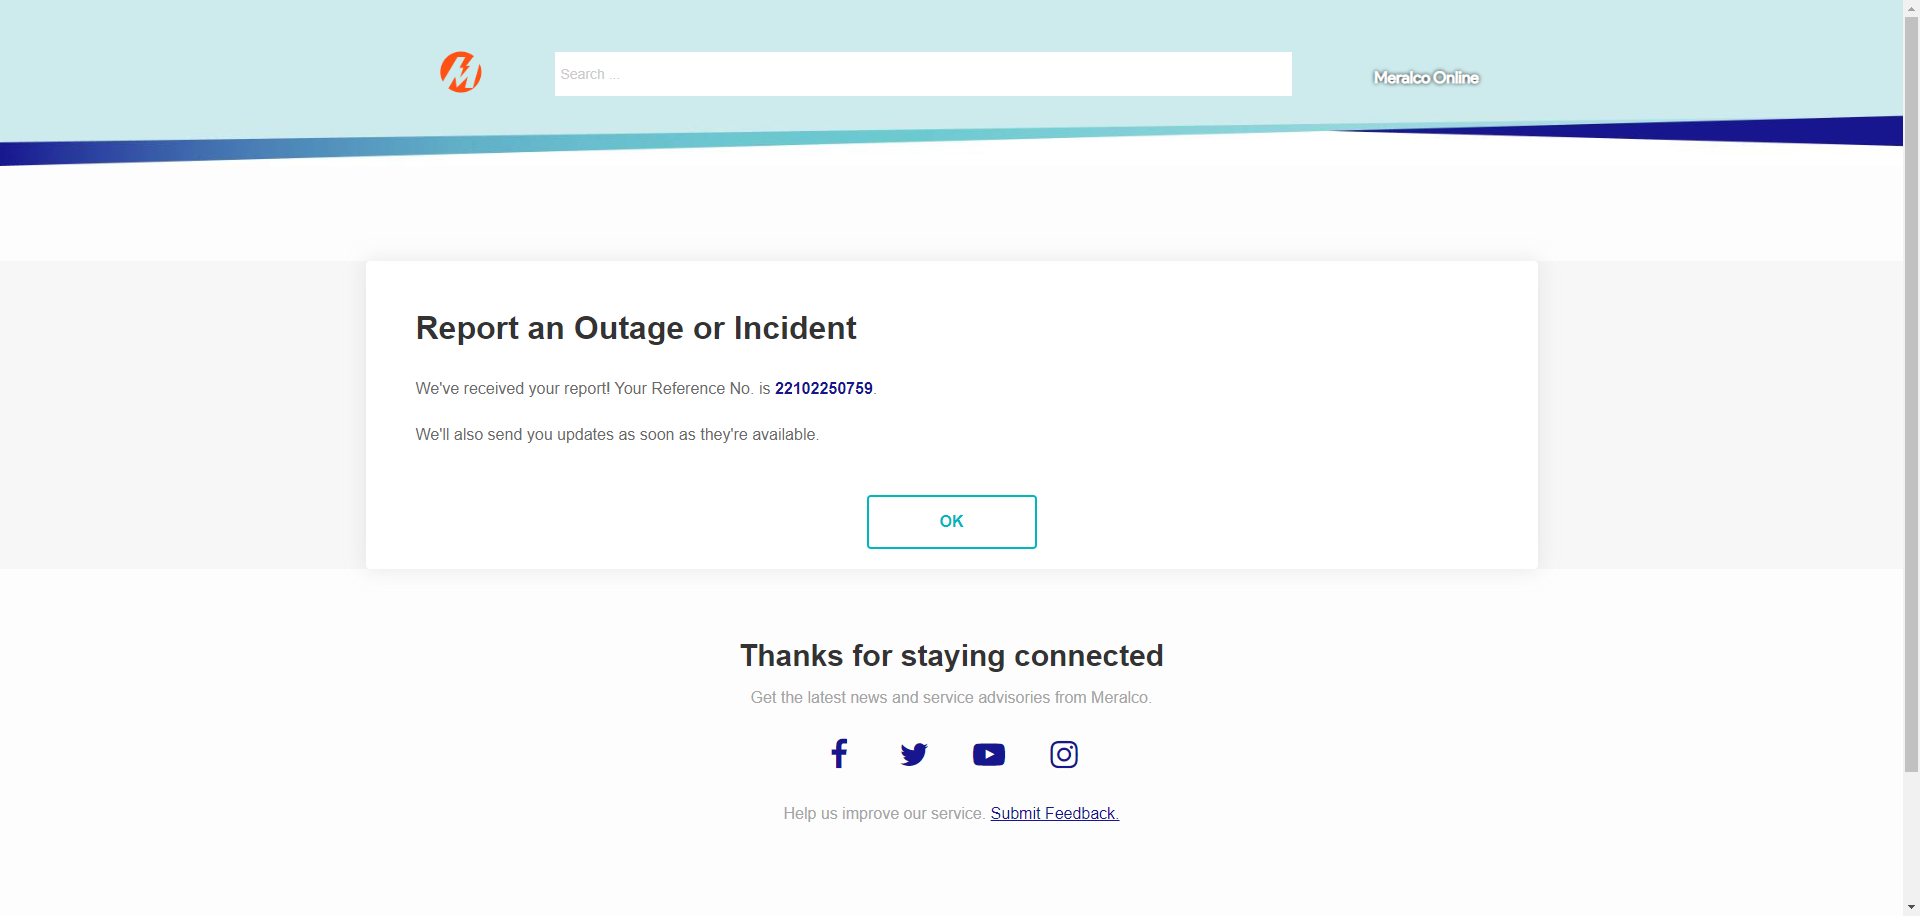 Search ...
Meralco Online
Report an Outage or Incident
We've received your report! Your Reference No. is 22102250759.
We'll also send you updates as soon as they're available.
OK
Thanks for staying connected
Get the latest news and service advisories from Meralco.
Help us improve our service. Submit Feedback.